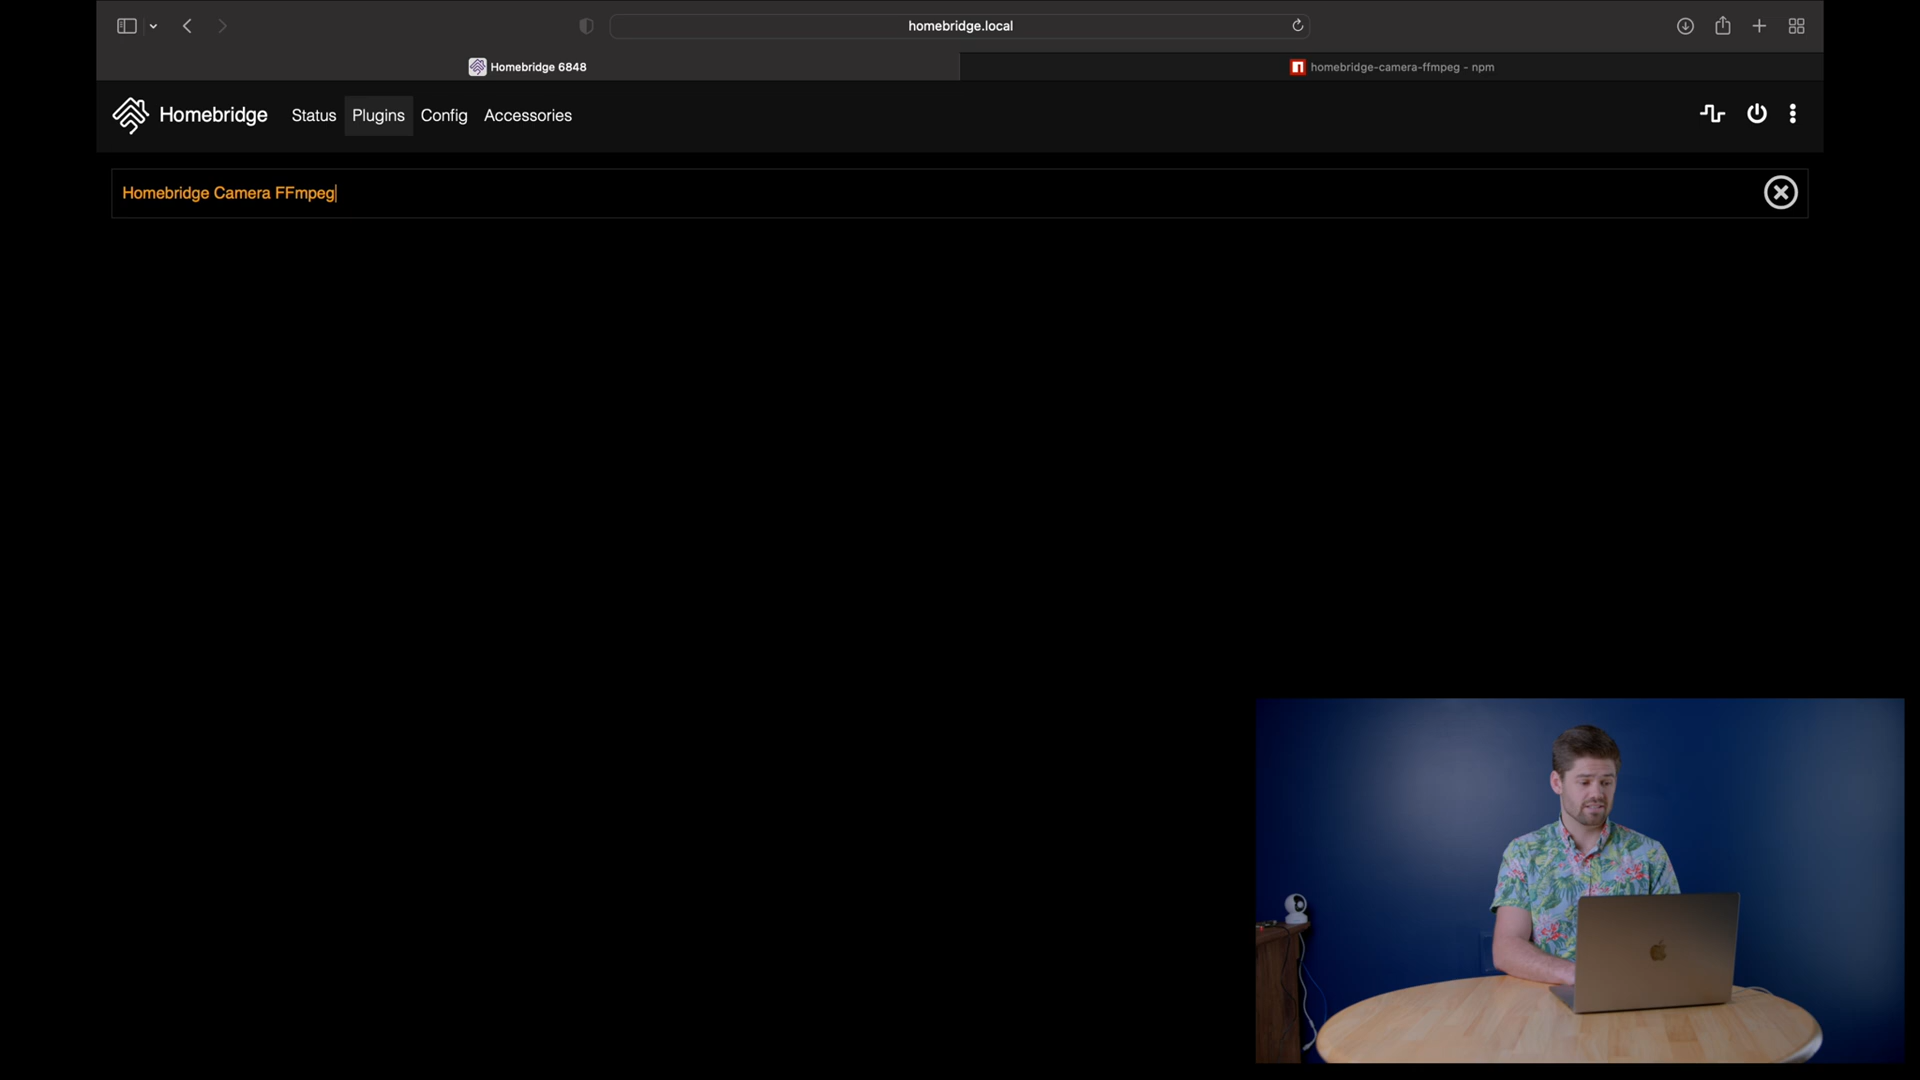 homebridge.local
Homebridge 6848
homebridge-camera-ffmpeg - npm
Homebridge Status Plugins Config Accessories
Homebridge Camera FFmpeg